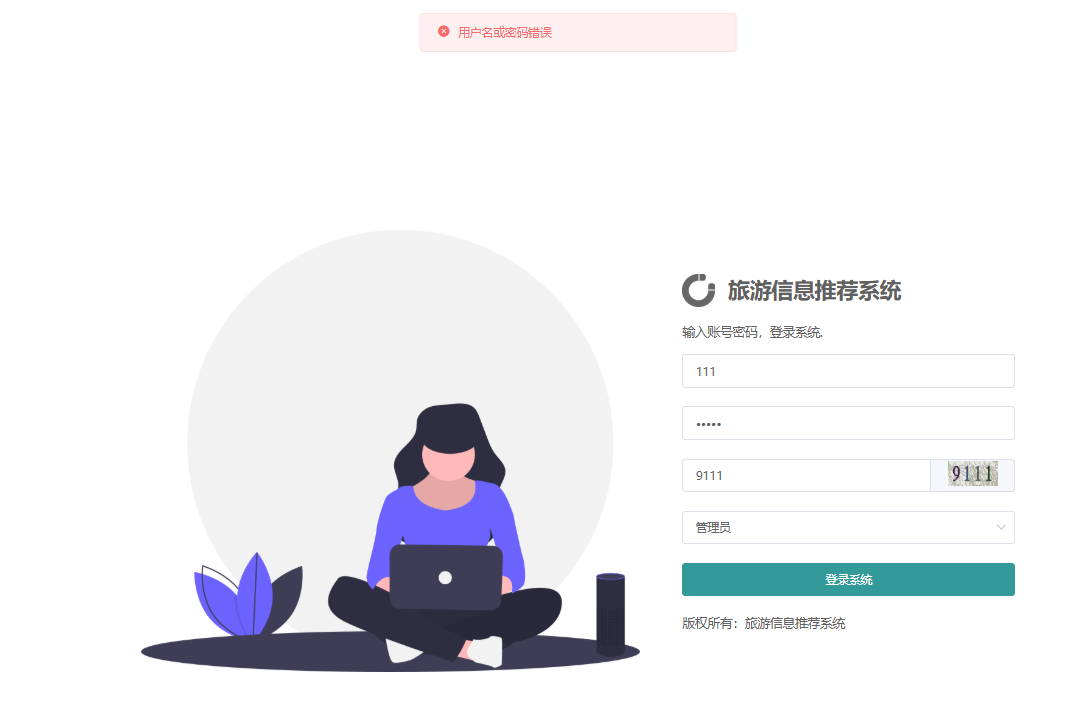 用户名或密码错误
旅游信息推荐系统
输入账号密码，登录系统.
111
•••••
9111
9111
管理员
登录系统
版权所有：旅游信息推荐系统